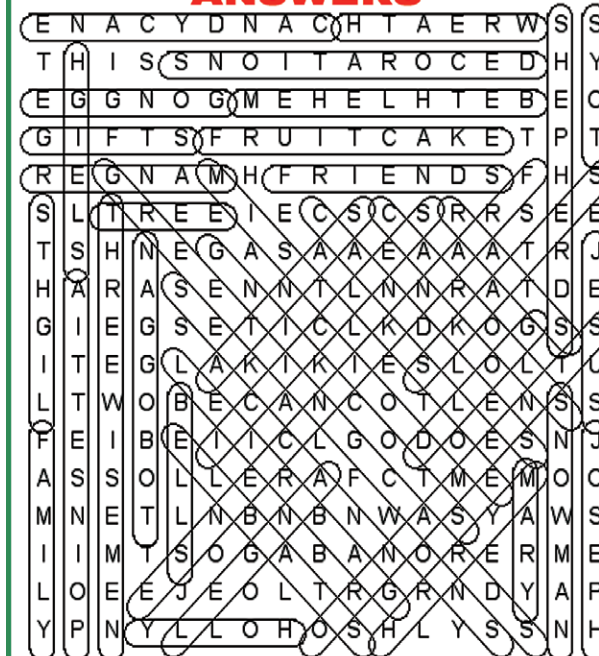 ANSWERS
E N A C Y D N A C H T A E R W S S
T H I S S N O I T A R O C E D H Y
E G G N O G M E H E L H T E B E C
G I F T S F R U I T C A K E T P T
R E G N A M H F R I E N D S F H S
S L T R E E I E C S C S R R S E E
T S H N E G A S A A E A A A T R J
H A R A S E N N T L N N R A T D E
G I E G S E T I C L K D K O G S S
I T E G L A K I K I E S L O L T U
L T W O B E C A N C O T L E N S S
F E I B E I I C L G O D O E S N J
A S S O L L E R A F C T M E M O O
M N E T L N B N B N W A S Y A W S
I I M T S O G A B A N O R E R M E
L O E E J E O L T R G R N D Y A P
Y P N Y L L O H O S H L Y S S N H